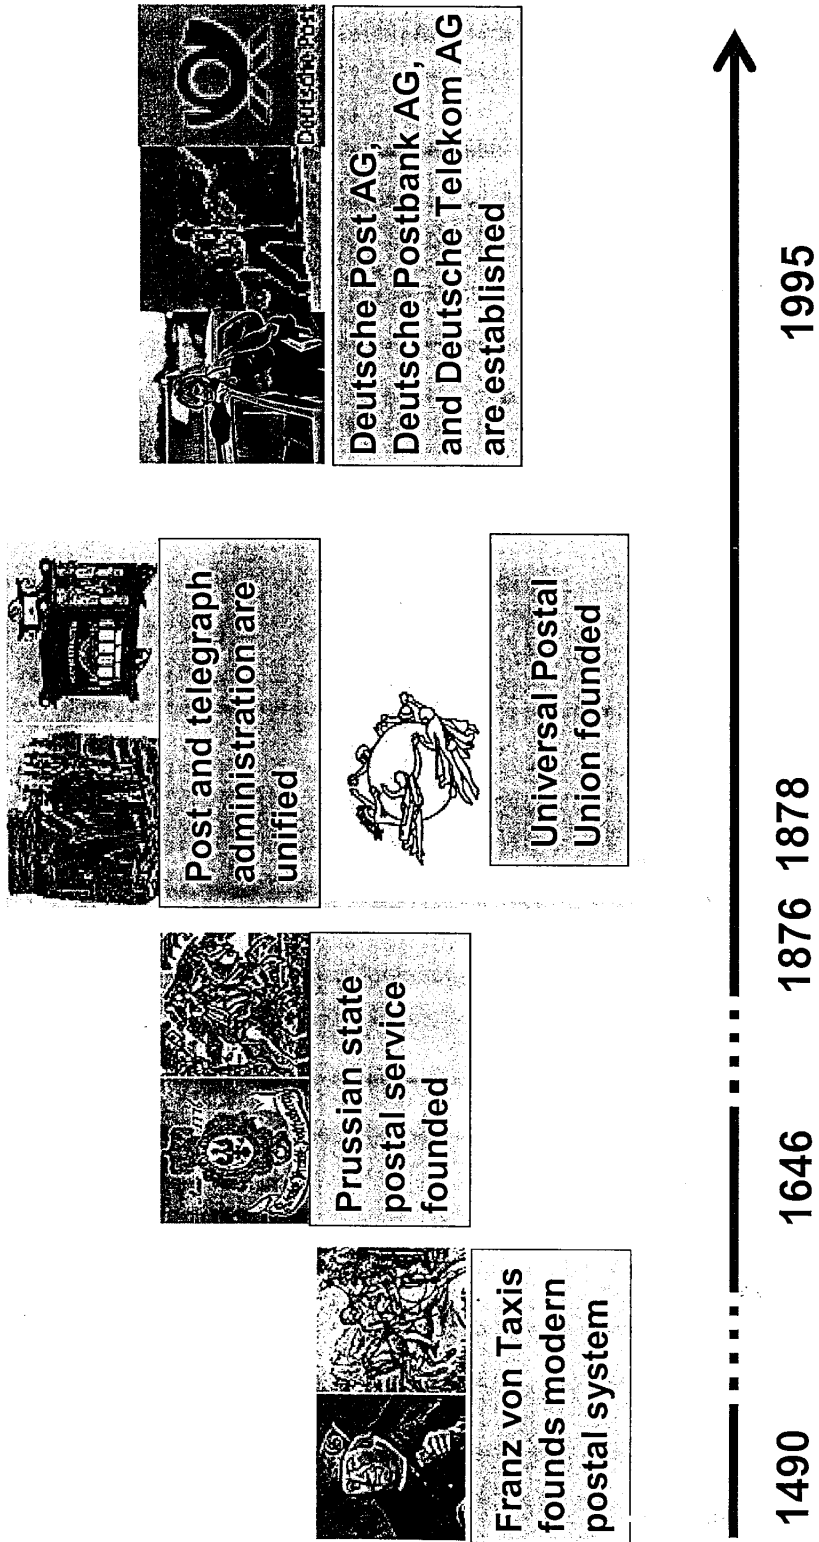 Deutsche Post
Deutsche Post AG,
Deutsche Postbank AG,
and Deutsche Telekom AG
are established
Post and telegraph
administration are
unified
Universal Postal
Union founded
Prussian state
postal service
founded
Franz von Taxis
founds modern
postal system
1490
1646
1876
1878
1995